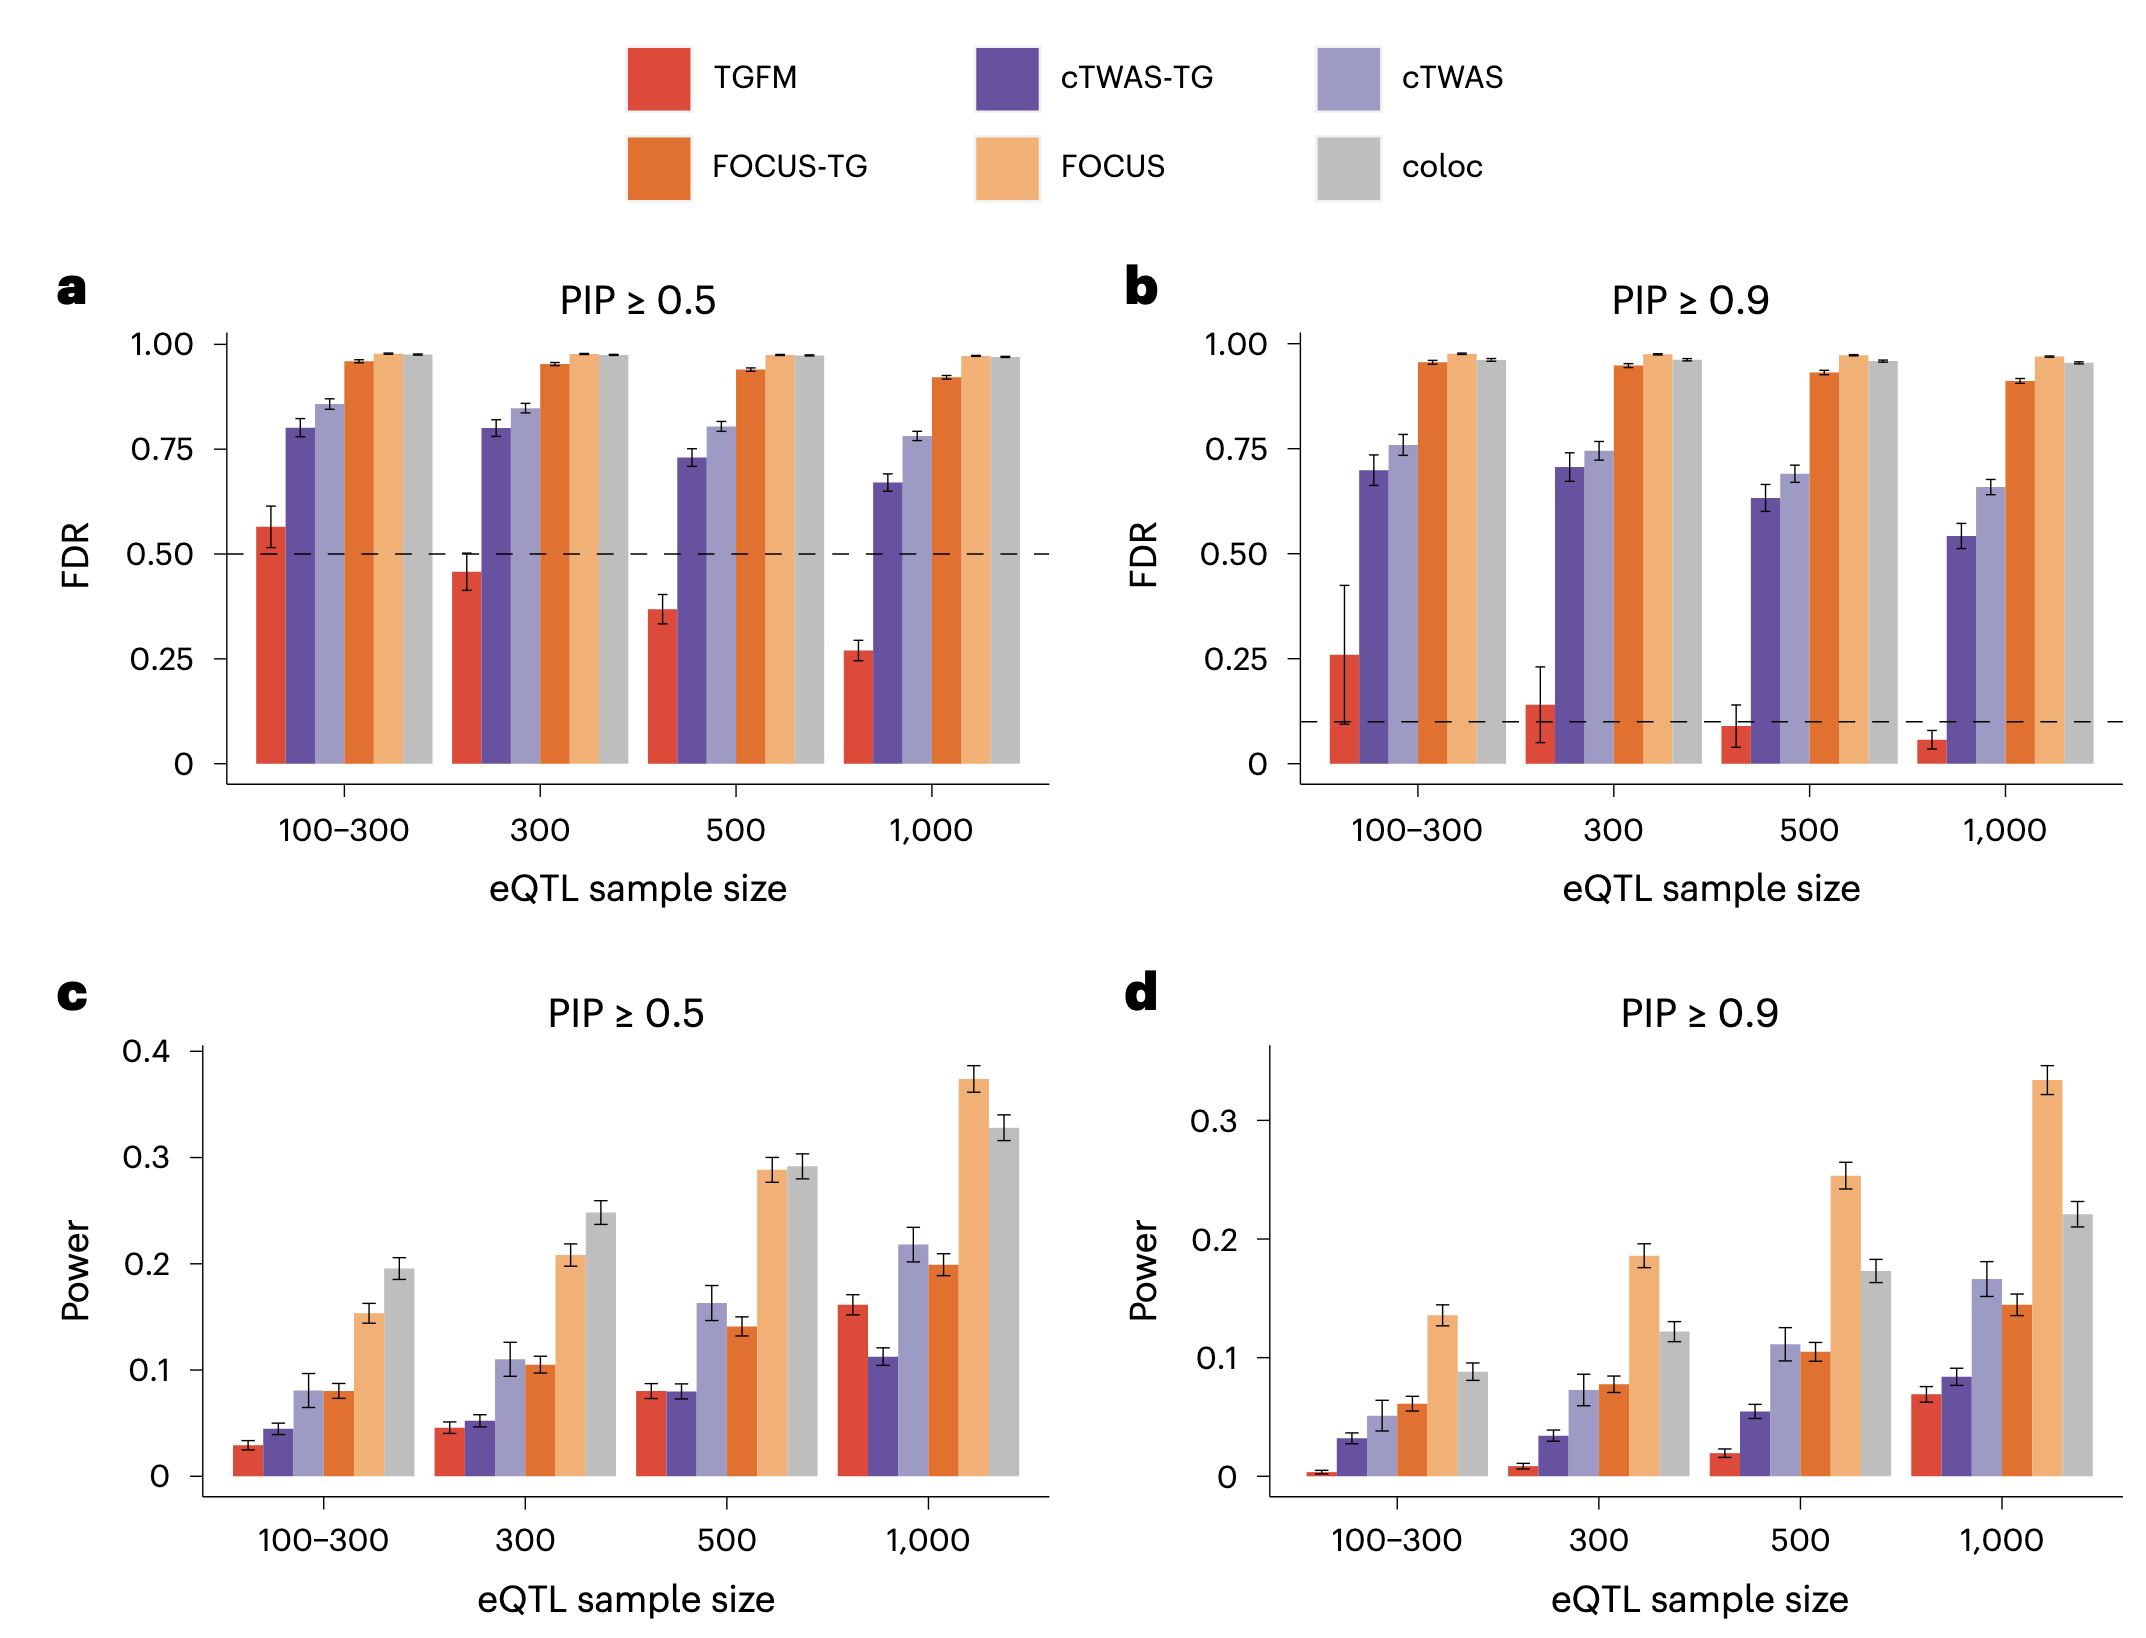 TGFM
cTWAS-TG
cTWAS
FOCUS-TG
FOCUS
coloc
a
PIP ≥ 0.5
1.00
0.75
0.50
0.25
0
FDR
100–300
300
500
1,000
eQTL sample size
b
PIP ≥ 0.9
1.00
0.75
0.50
0.25
0
FDR
100–300
300
500
1,000
eQTL sample size
c
PIP ≥ 0.5
0.4
0.3
0.2
0.1
0
Power
100–300
300
500
1,000
eQTL sample size
d
PIP ≥ 0.9
0.3
0.2
0.1
0
Power
100–300
300
500
1,000
eQTL sample size